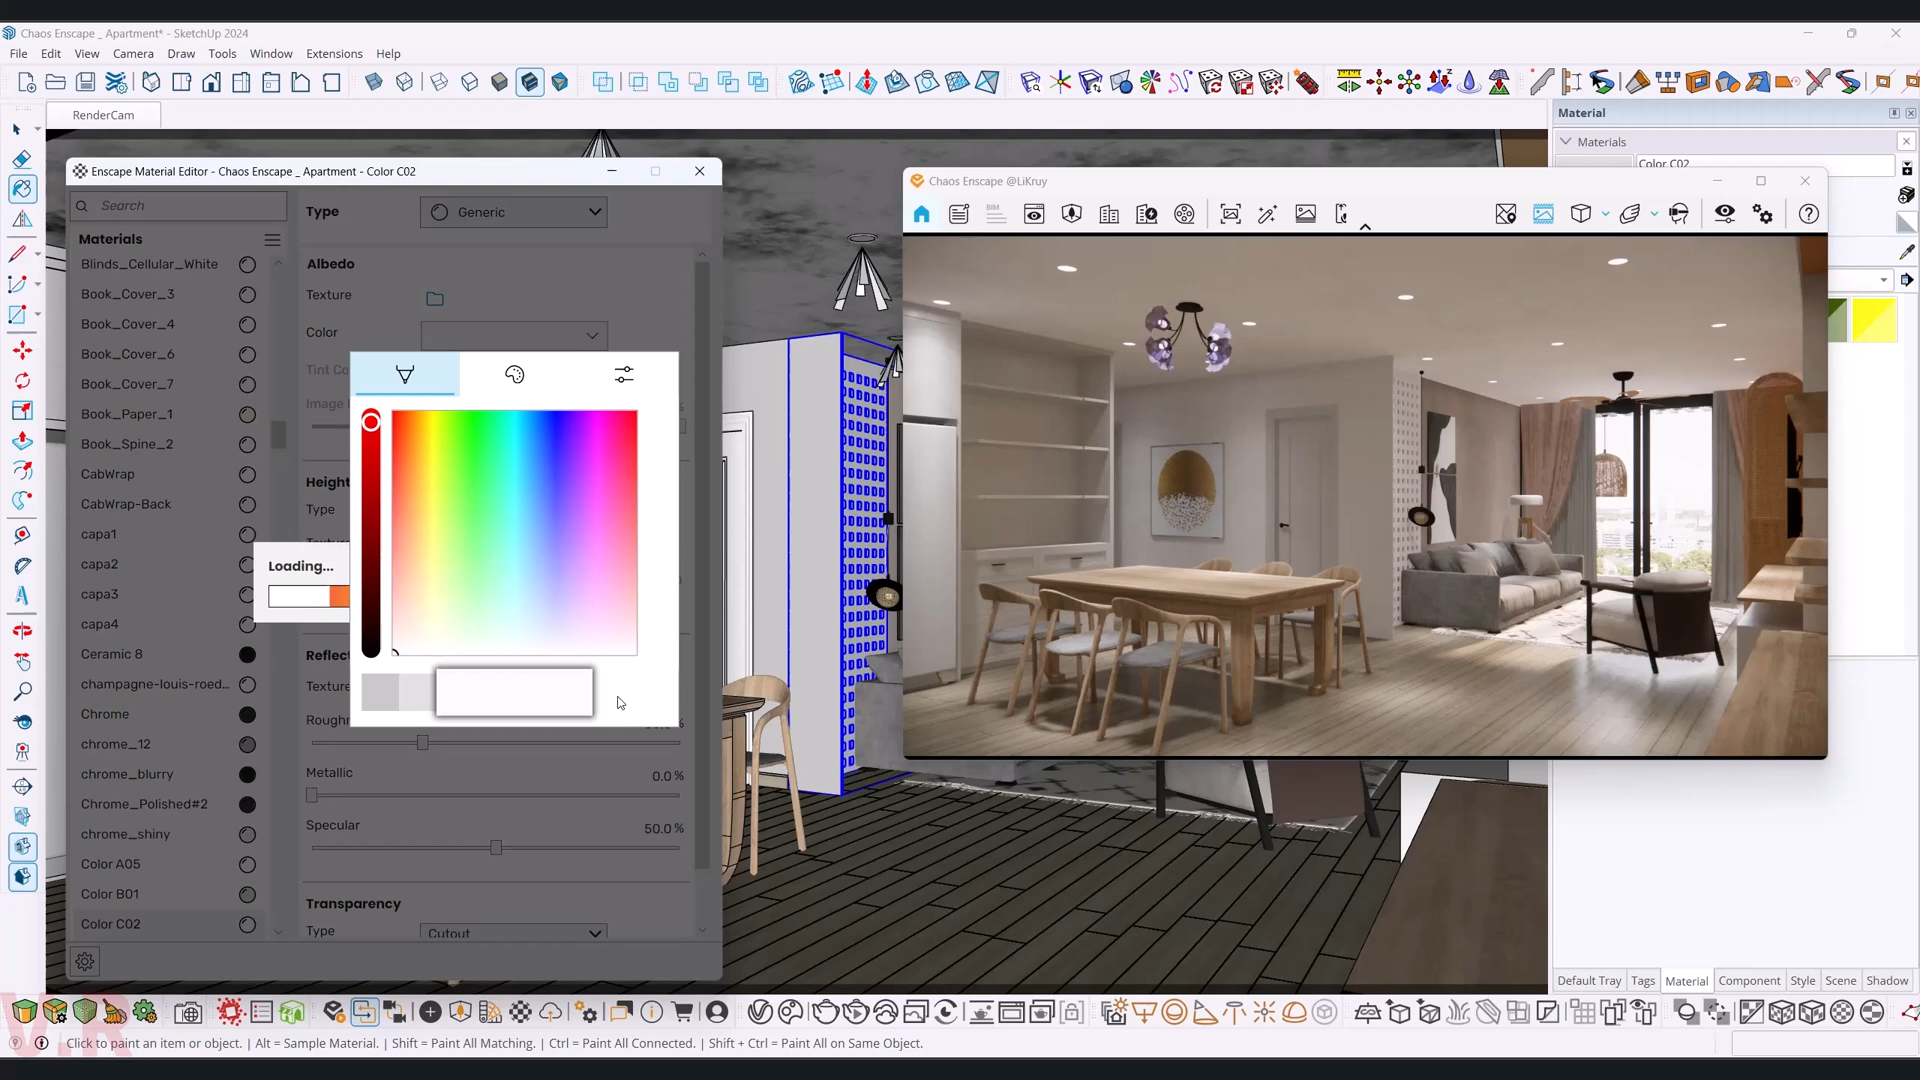 Chaos Enscape _ Apartment* - SketchUp 2024
File Edit View Camera Draw Tools Window Extensions Help
RenderCam
Material
Materials
Color C02
Enscape Material Editor - Chaos Enscape _ Apartment - Color C02
Search
Materials
Blinds_Cellular_White
Book_Cover_3
Book_Cover_4
Book_Cover_6
Book_Cover_7
Book_Paper_1
Book_Spine_2
CabWrap
CabWrap-Back
capa1
capa2
capa3
capa4
Ceramic 8
champagne-louis-roed...
Chrome
chrome_12
chrome_blurry
Chrome_Polished#2
chrome_shiny
Color A05
Color B01
Color C02
Type Generic
Albedo
Texture
Color
Tint Co
Image
Height
Type
Loading...
Reflec
Texture
Rough
Metallic 0.0 %
Specular 50.0 %
Transparency
Type Cutout
Chaos Enscape @LiKruy
BIM
Default Tray Tags Material Component Style Scene Shadow
V.R
Click to paint an item or object. | Alt = Sample Material. | Shift = Paint All Matching. | Ctrl = Paint All Connected. | Shift + Ctrl = Paint All on Same Object.